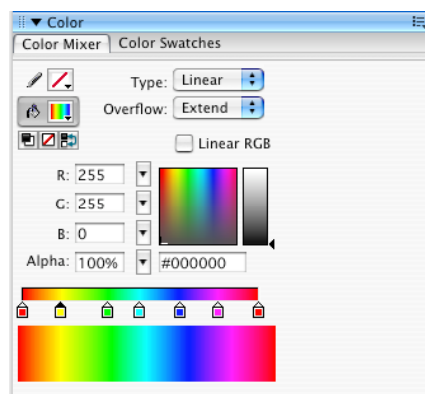 Color
Color Mixer Color Swatches
Type: Linear
Overflow: Extend
Linear RGB
R: 255
G: 255
B: 0
Alpha: 100% #000000